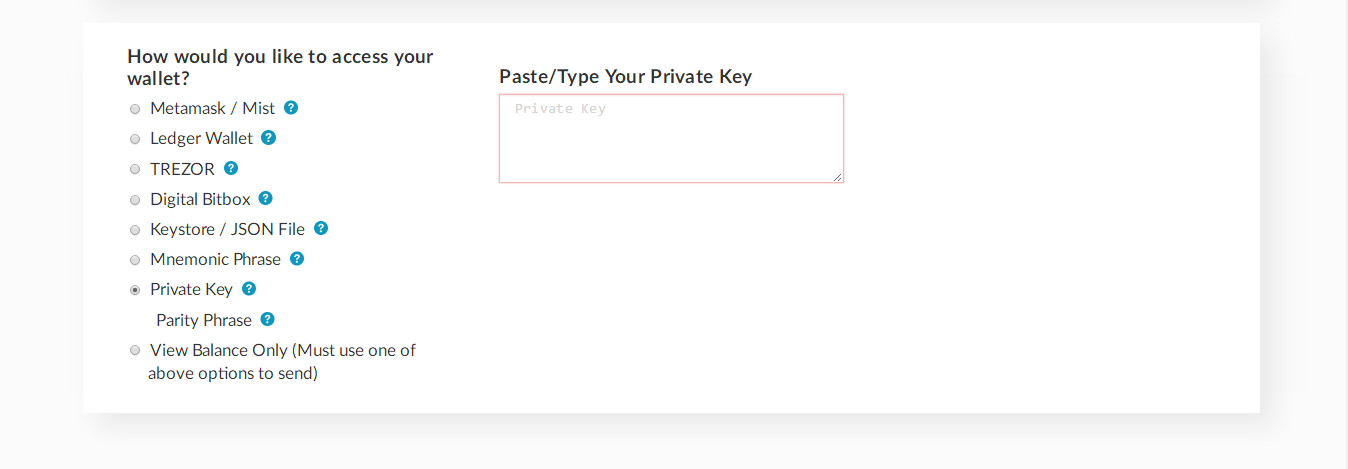 How would you like to access your
wallet?
Metamask / Mist ?
Ledger Wallet ?
TREZOR ?
Digital Bitbox ?
Keystore / JSON File ?
Mnemonic Phrase ?
Private Key ?
Parity Phrase ?
View Balance Only (Must use one of
above options to send)
Paste/Type Your Private Key
Private Key